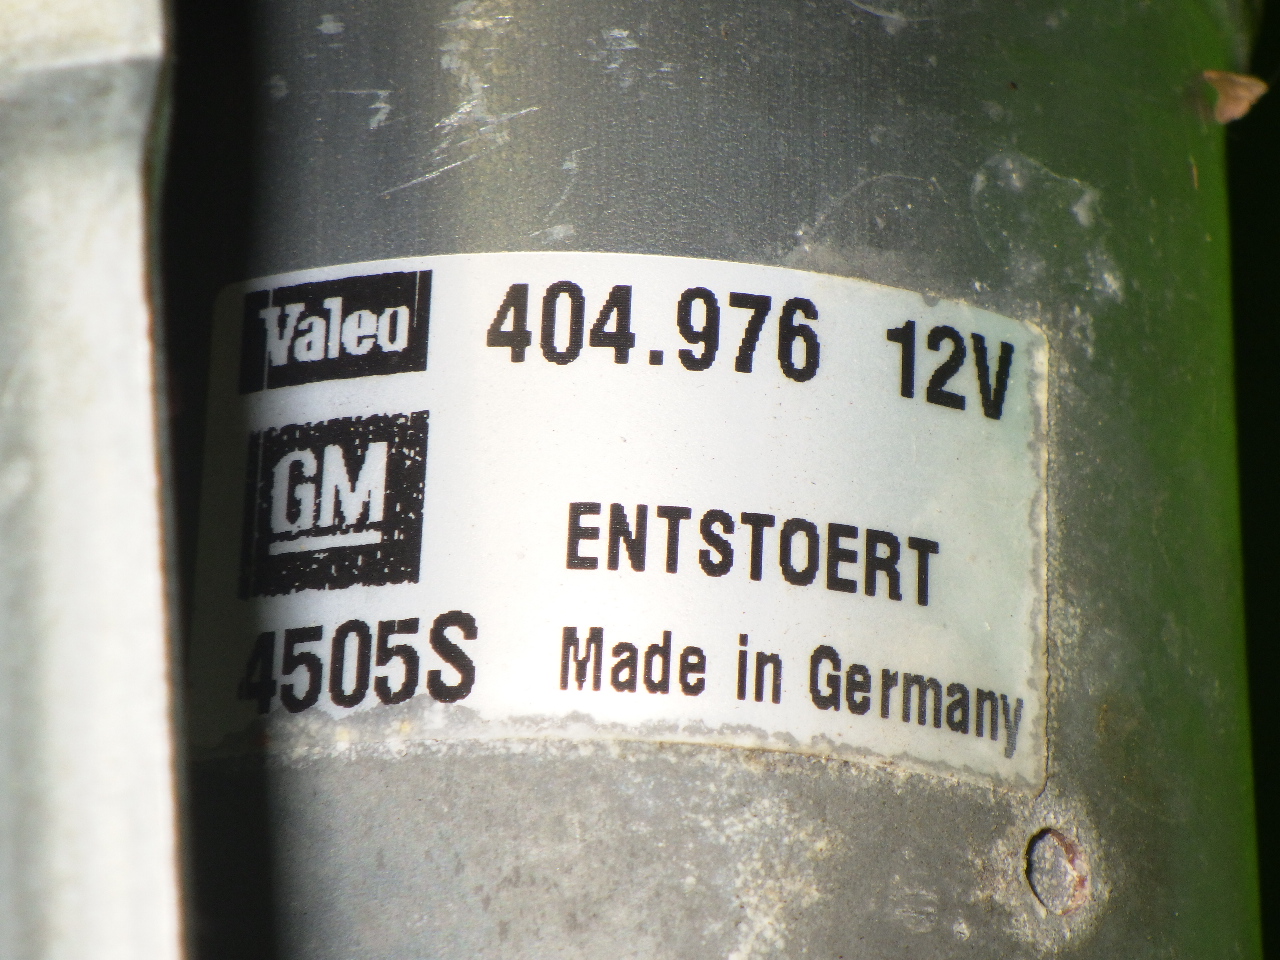 Valeo 404.976 12V
GM
ENTSTOERT
4505S Made in Germany